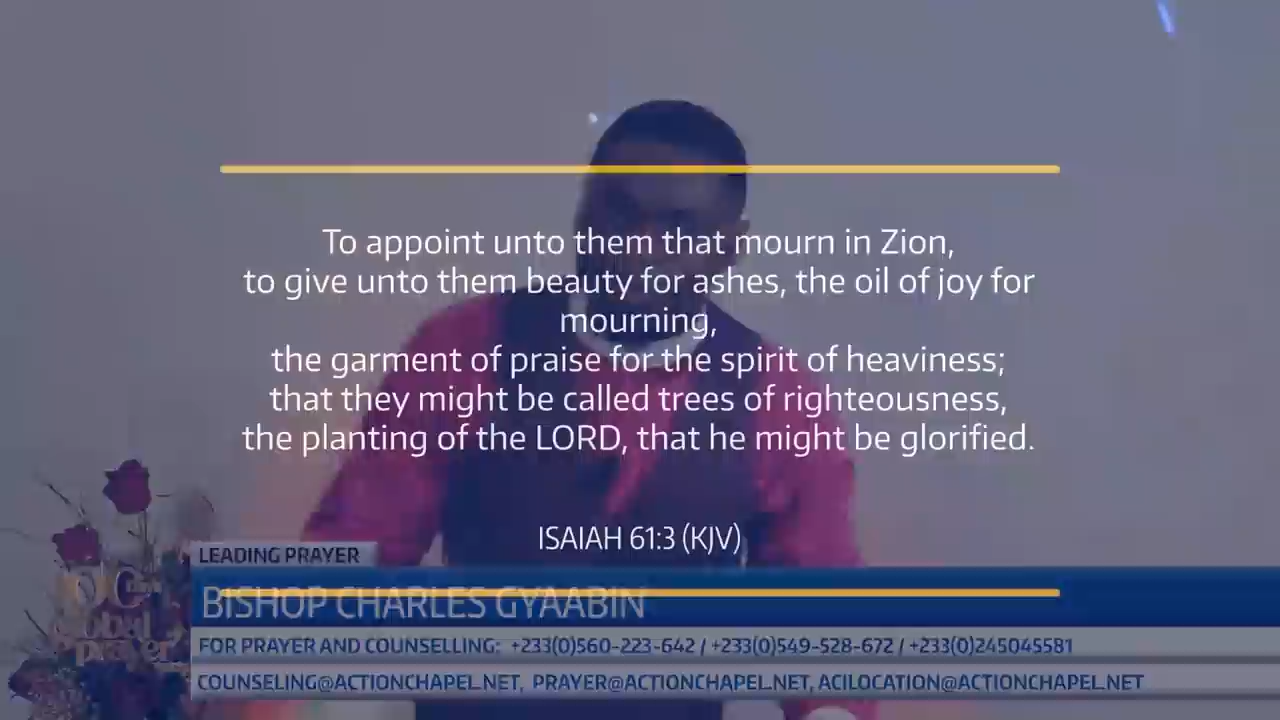 To appoint unto them that mourn in Zion,
to give unto them beauty for ashes, the oil of joy for
mourning,
the garment of praise for the spirit of heaviness;
that they might be called trees of righteousness,
the planting of the LORD, that he might be glorified.
ISAIAH 61:3 (KJV)
LEADING PRAYER
BISHOP CHARLES GYAABIN
global
prayer
FOR PRAYER AND COUNSELLING: +233(0)560-223-642 / +233(0)549-528-672 / +233(0)245045581
COUNSELING@ACTIONCHAPEL.NET, PRAYER@ACTIONCHAPEL.NET, ACILOCATION@ACTIONCHAPEL.NET